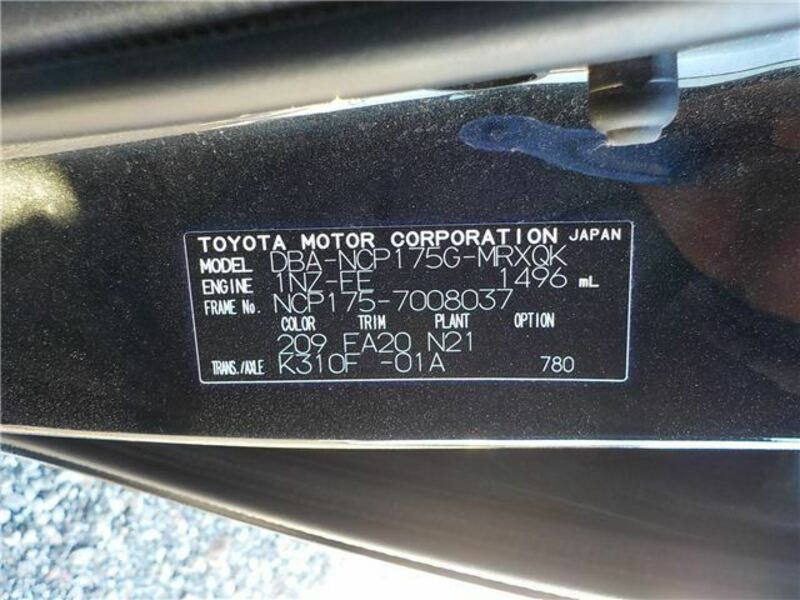 TOYOTA MOTOR CORPORATION JAPAN
MODEL DBA-NCP175G-MRXQK
ENGINE 1NZ-FE 1496 mL
FRAME No. NCP175-7008037
COLOR TRIM PLANT OPTION
209 FA20 N21
TRANS./AXLE K310F -01A 780